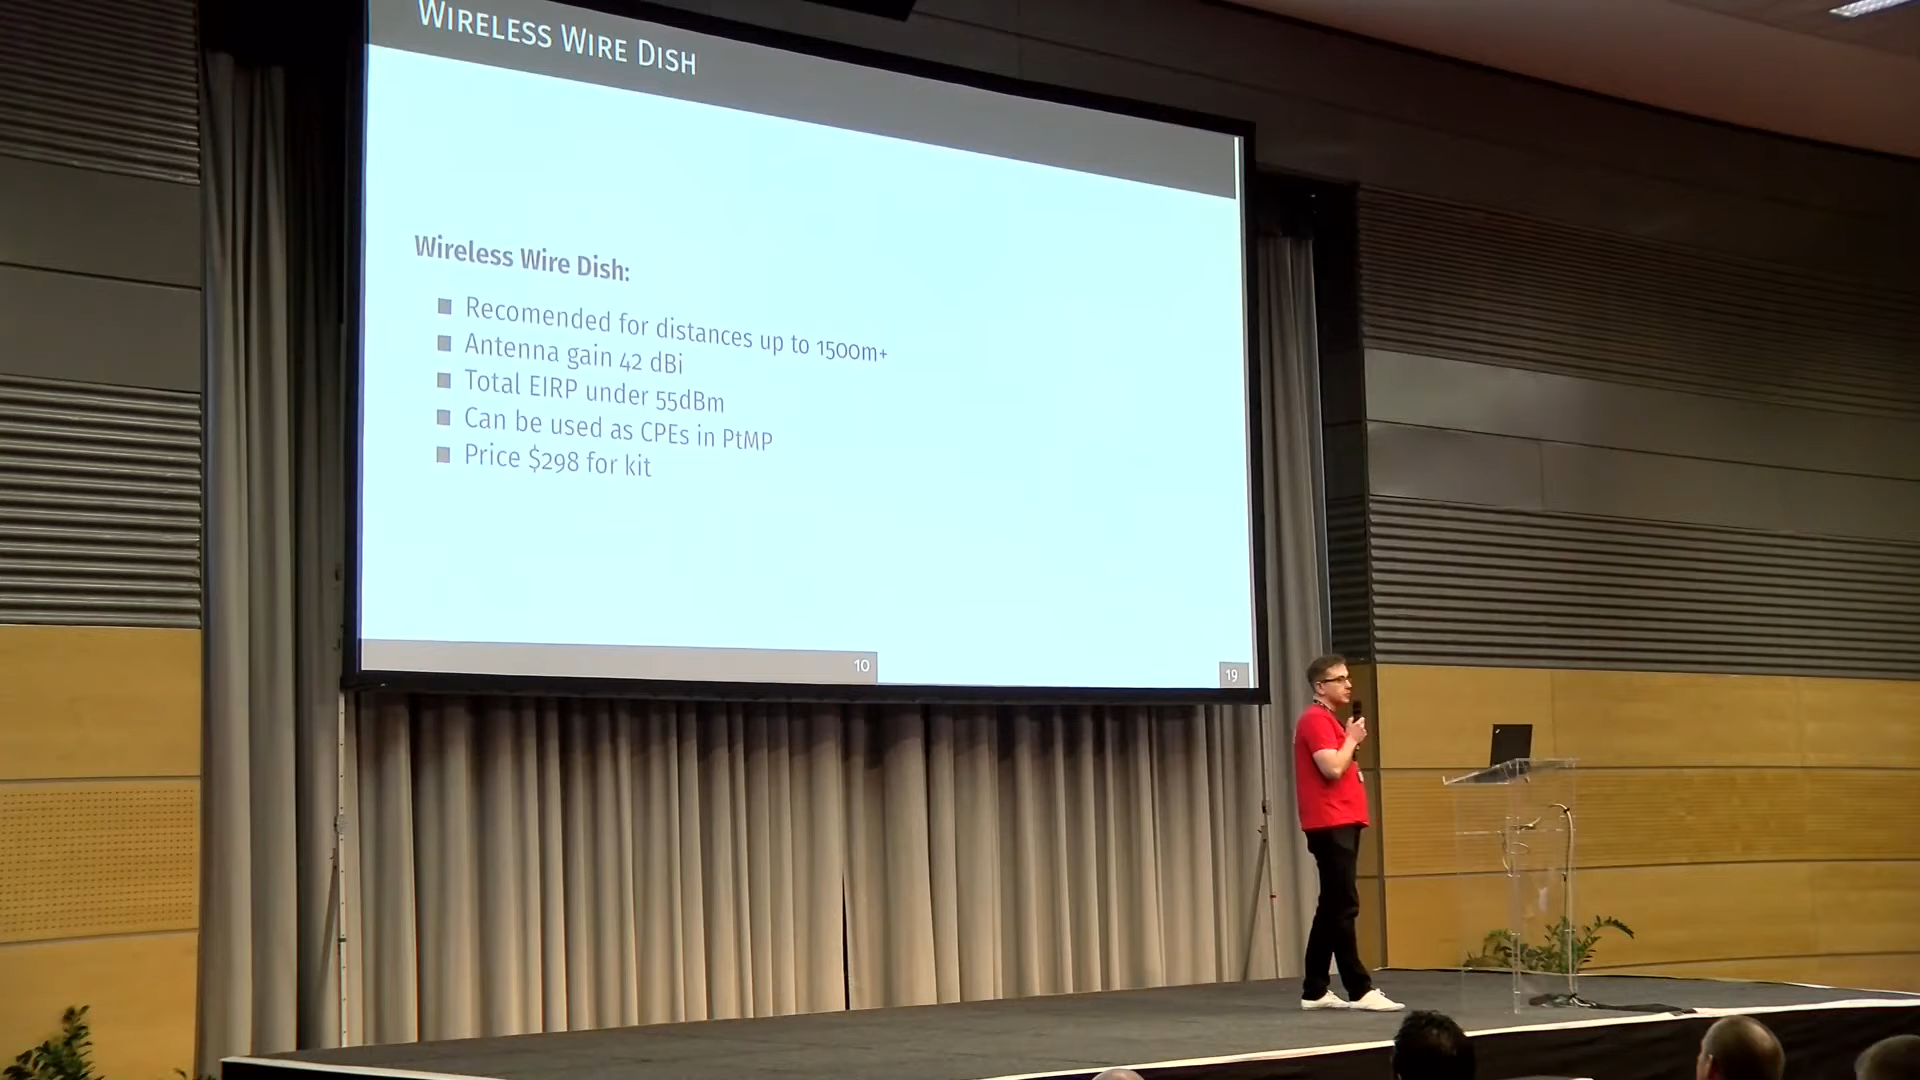 WIRELESS WIRE DISH
Wireless Wire Dish:
Recomended for distances up to 1500m+
Antenna gain 42 dBi
Total EIRP under 55dBm
Can be used as CPEs in PtMP
Price $298 for kit
10
19